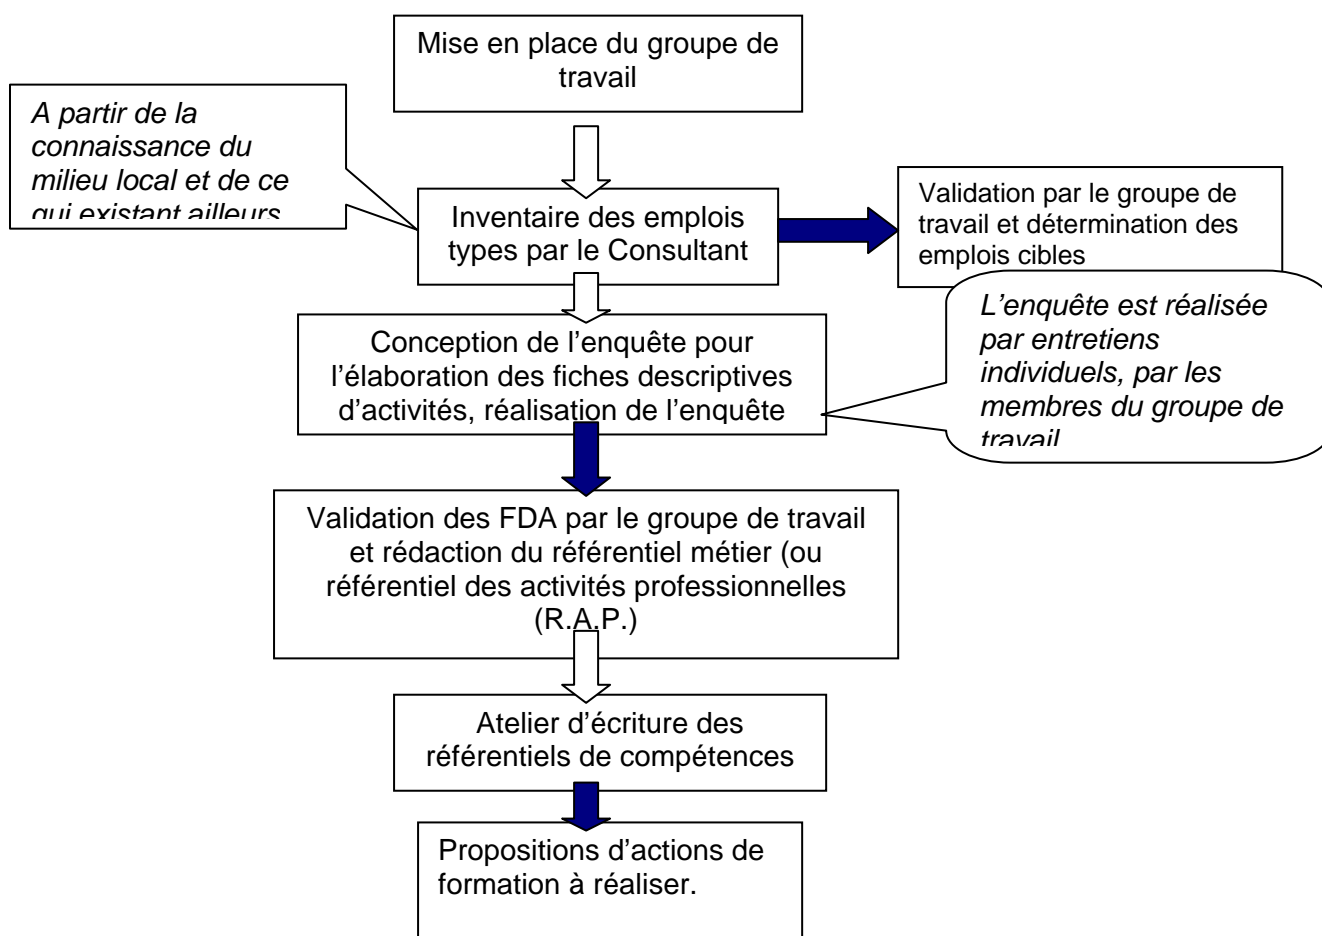 Mise en place du groupe de
travail
A partir de la
connaissance du
milieu local et de ce
qui existant ailleurs
Inventaire des emplois
types par le Consultant
Validation par le groupe de
travail et détermination des
emplois cibles
L’enquête est réalisée
par entretiens
individuels, par les
membres du groupe de
travail
Conception de l’enquête pour
l’élaboration des fiches descriptives
d’activités, réalisation de l’enquête
Validation des FDA par le groupe de travail
et rédaction du référentiel métier (ou
référentiel des activités professionnelles
(R.A.P.)
Atelier d’écriture des
référentiels de compétences
Propositions d’actions de
formation à réaliser.